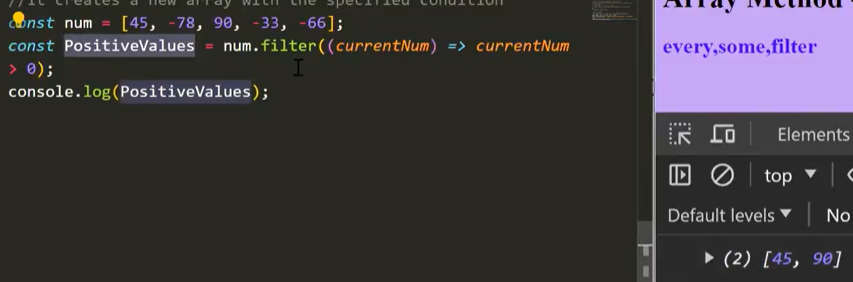 //It creates a new array with the specified condition
const num = [45, -78, 90, -33, -66];
const PositiveValues = num.filter((currentNum) => currentNum
> 0);
console.log(PositiveValues);
Array Method
every,some,filter
Elements
top
Default levels
No
(2) [45, 90]